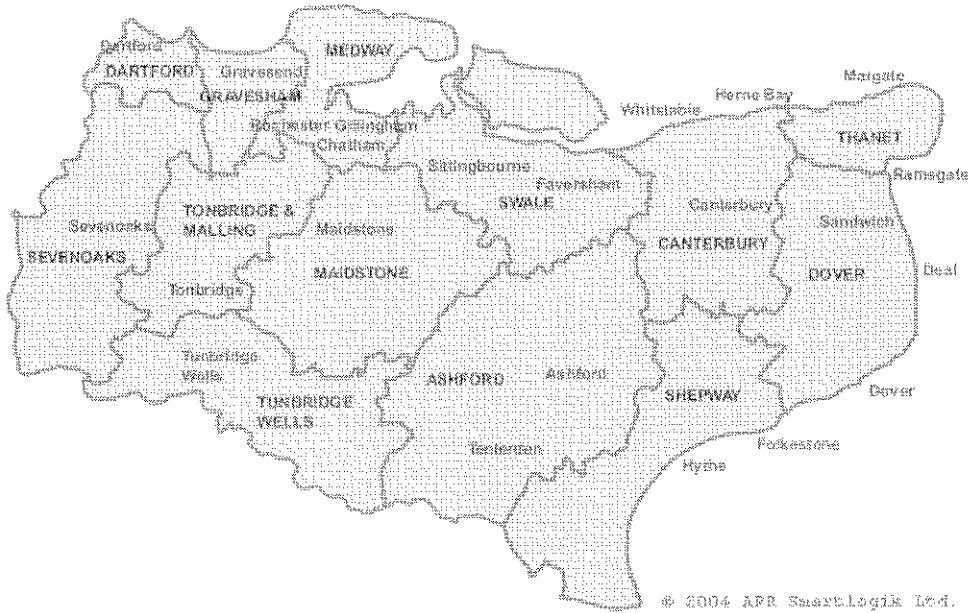 Dartford
DARTFORD
Gravesend
GRAVESHAM
MEDWAY
Rochester Gillingham
Chatham
Sittingbourne
Faversham
SWALE
Whitstable
Herne Bay
Margate
THANET
Ramsgate
Sevenoaks
SEVENOAKS
TONBRIDGE &
MALLING
Tonbridge
Maidstone
MAIDSTONE
Canterbury
CANTERBURY
Sandwich
DOVER
Deal
Dover
Tunbridge
Wells
TUNBRIDGE
WELLS
ASHFORD
Ashford
Tenterden
SHEPWAY
Folkestone
Hythe
© 2004 APR Smartlogik Ltd.